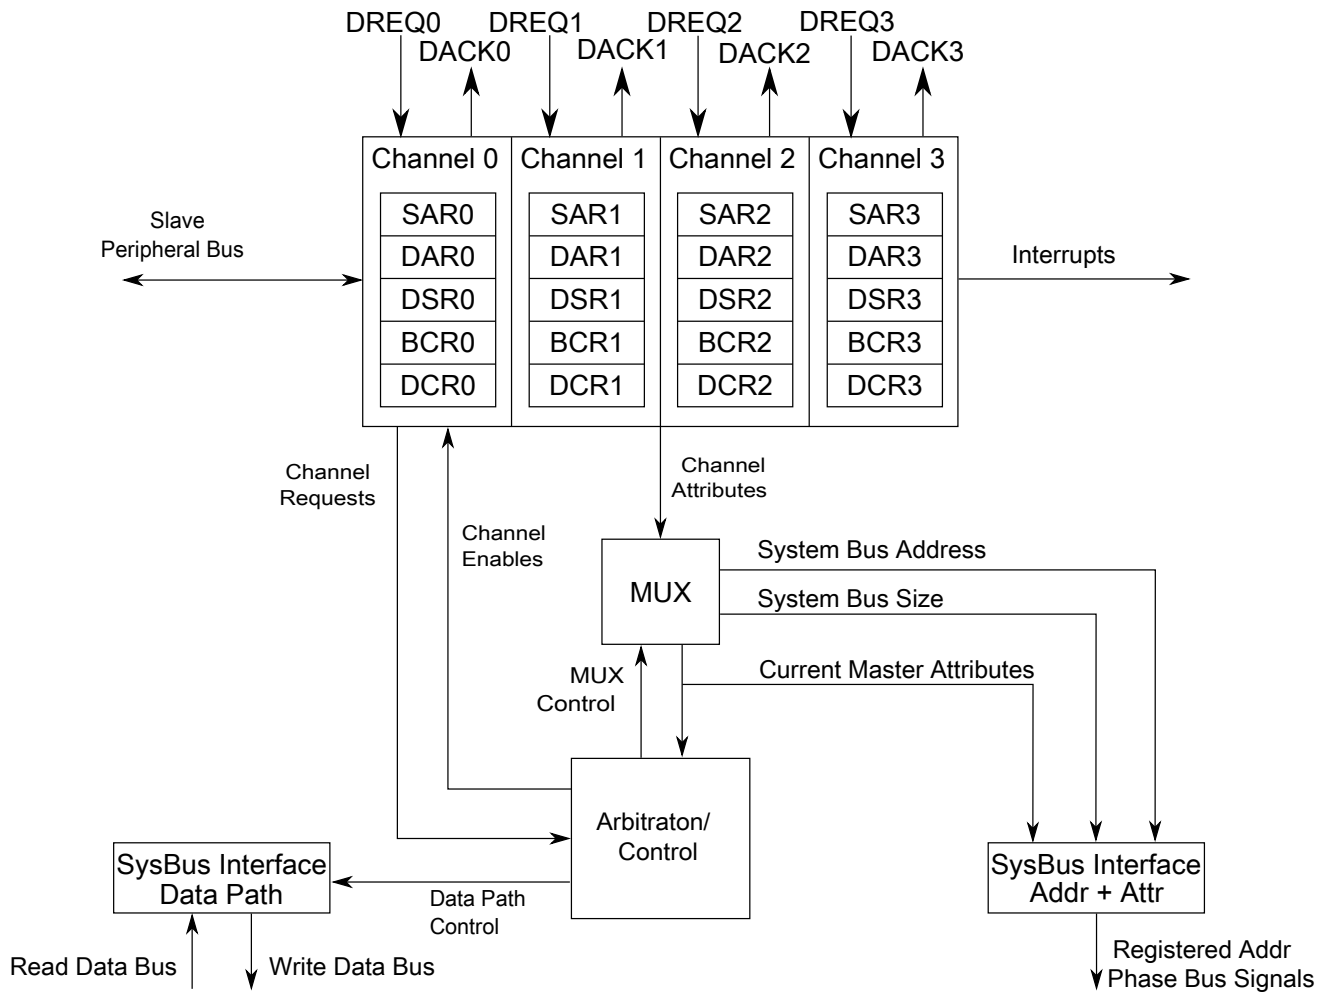 DREQ0 DREQ1 DREQ2 DREQ3
DACK0 DACK1 DACK2 DACK3
Channel 0 Channel 1 Channel 2 Channel 3
SAR0 SAR1 SAR2 SAR3
DAR0 DAR1 DAR2 DAR3
DSR0 DSR1 DSR2 DSR3
BCR0 BCR1 BCR2 BCR3
DCR0 DCR1 DCR2 DCR3
Slave
Peripheral Bus
Interrupts
Channel
Requests
Channel
Enables
Channel
Attributes
MUX
System Bus Address
System Bus Size
Current Master Attributes
MUX
Control
Arbitraton/
Control
SysBus Interface
Data Path
Data Path
Control
Read Data Bus
Write Data Bus
SysBus Interface
Addr + Attr
Registered Addr
Phase Bus Signals